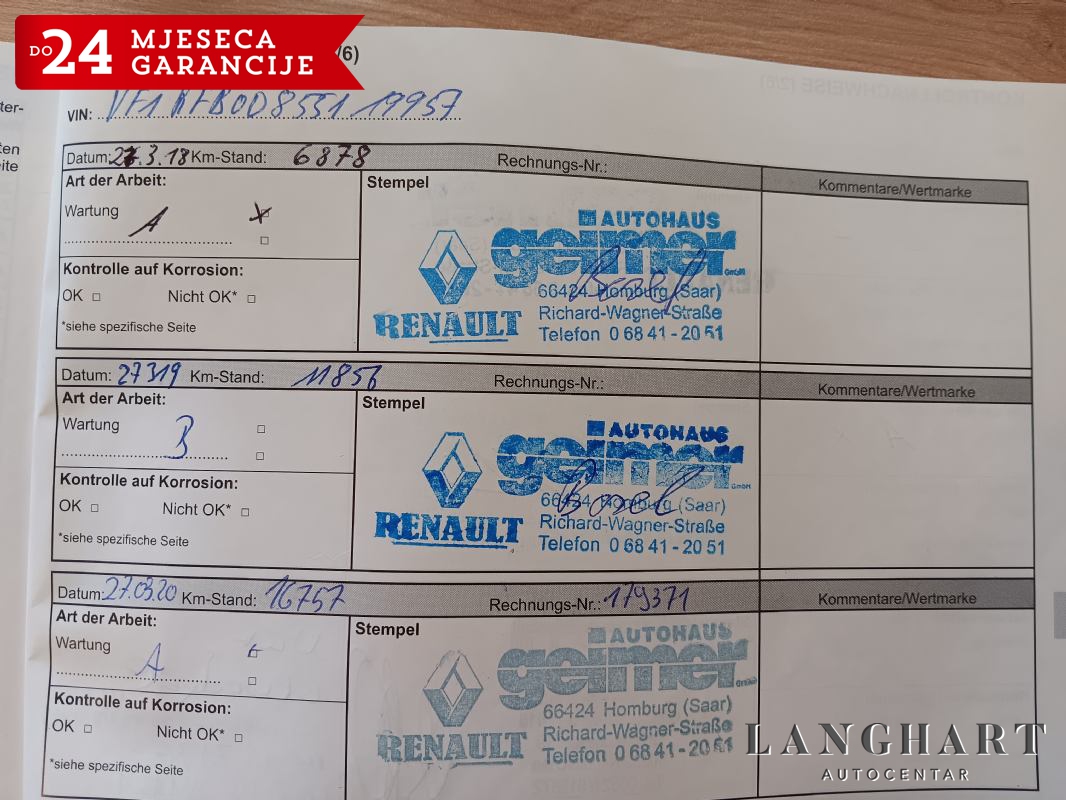 DO 24 MJESECA
GARANCIJE
/6)
ter-
ten
eite
VIN: VF1RFB00D855119957
Datum: 27.3.18 Km-Stand: 6878 Rechnungs-Nr.: Kommentare/Wertmarke
Art der Arbeit: Stempel
Wartung A
Kontrolle auf Korrosion:
OK Nicht OK*
*siehe spezifische Seite
AUTOHAUS
geimer
GmbH
66424 Homburg (Saar)
Richard-Wagner-Straße
RENAULT Telefon 0 68 41 - 20 51
Datum: 27319 Km-Stand: 11856 Rechnungs-Nr.: Kommentare/Wertmarke
Art der Arbeit: Stempel
Wartung B
Kontrolle auf Korrosion:
OK Nicht OK*
*siehe spezifische Seite
AUTOHAUS
geimer
GmbH
66424 Homburg (Saar)
Richard-Wagner-Straße
RENAULT Telefon 0 68 41 - 20 51
Datum: 27.03.20 Km-Stand: 16757 Rechnungs-Nr.: 179371 Kommentare/Wertmarke
Art der Arbeit: Stempel
Wartung A
Kontrolle auf Korrosion:
OK Nicht OK*
*siehe spezifische Seite
AUTOHAUS
geimer
GmbH
66424 Homburg (Saar)
Richard-Wagner-Straße
RENAULT Telefon 0 68 41 - 20 51
LANGHART
AUTOCENTAR